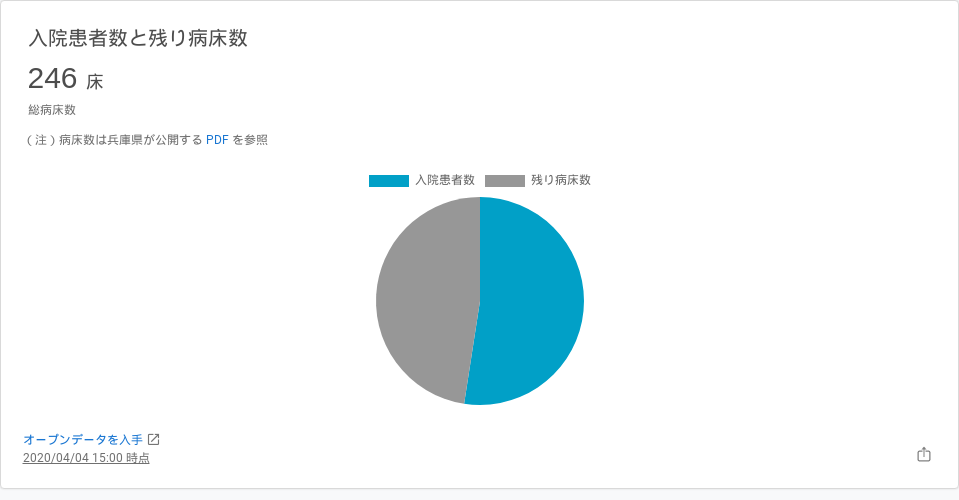 入院患者数と残り病床数
246 床
総病床数
（注）病床数は兵庫県が公開する PDF を参照
入院患者数 残り病床数
オープンデータを入手
2020/04/04 15:00 時点